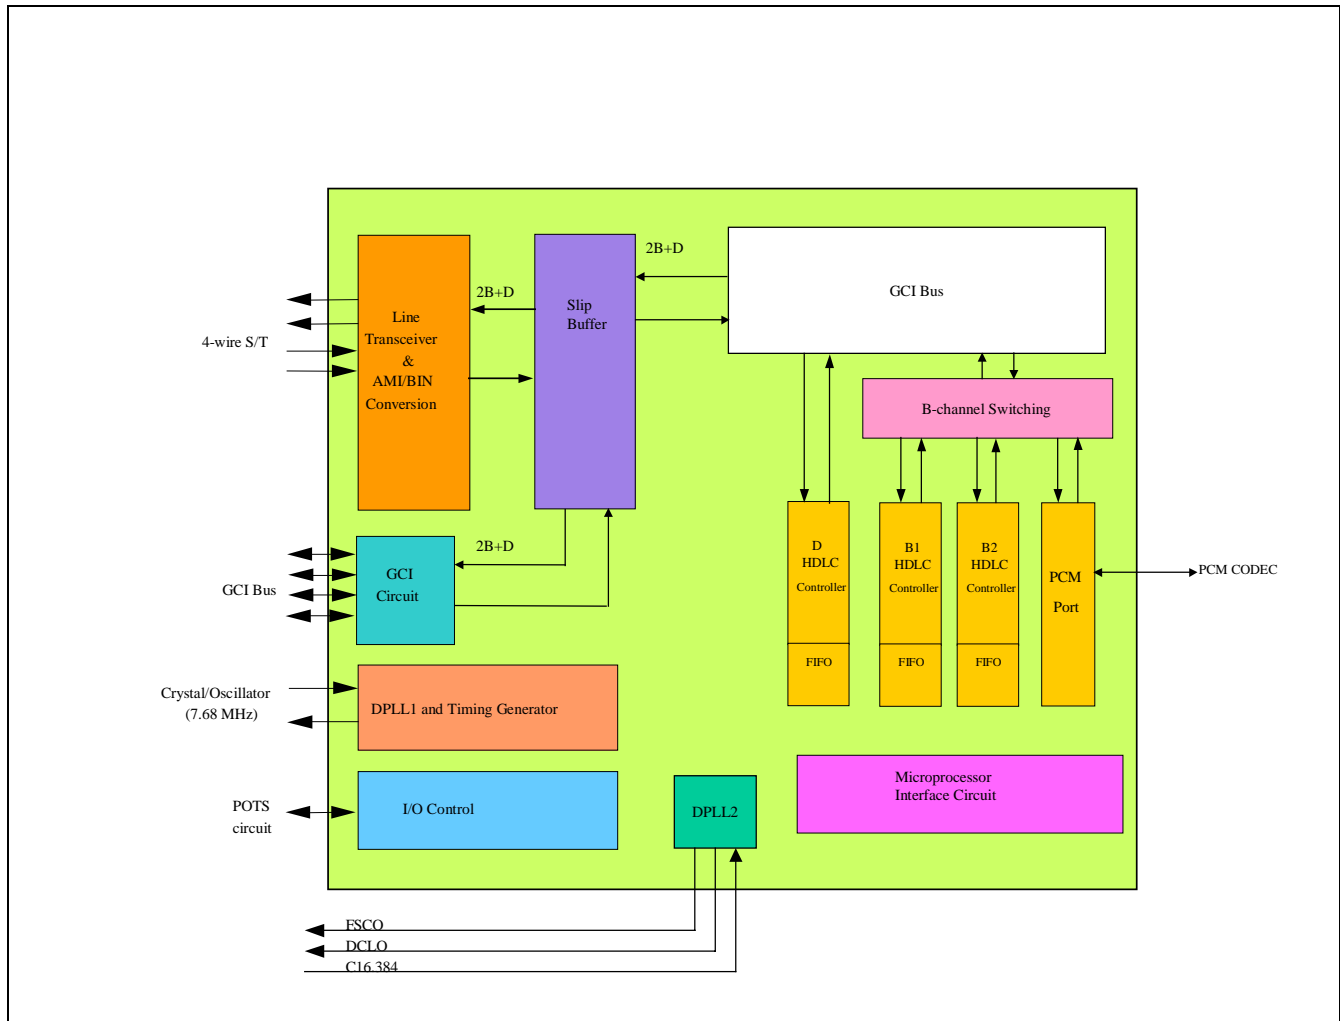 2B+D
2B+D
Line
Transceiver
&
AMI/BIN
Conversion
Slip
Buffer
GCI Bus
4-wire S/T
B-channel Switching
2B+D
GCI
Circuit
GCI Bus
D
HDLC
Controller
FIFO
B1
HDLC
Controller
FIFO
B2
HDLC
Controller
FIFO
PCM
Port
PCM CODEC
Crystal/Oscillator
(7.68 MHz)
DPLL1 and Timing Generator
POTS
circuit
I/O Control
DPLL2
Microprocessor
Interface Circuit
FSCO
DCLO
C16.384